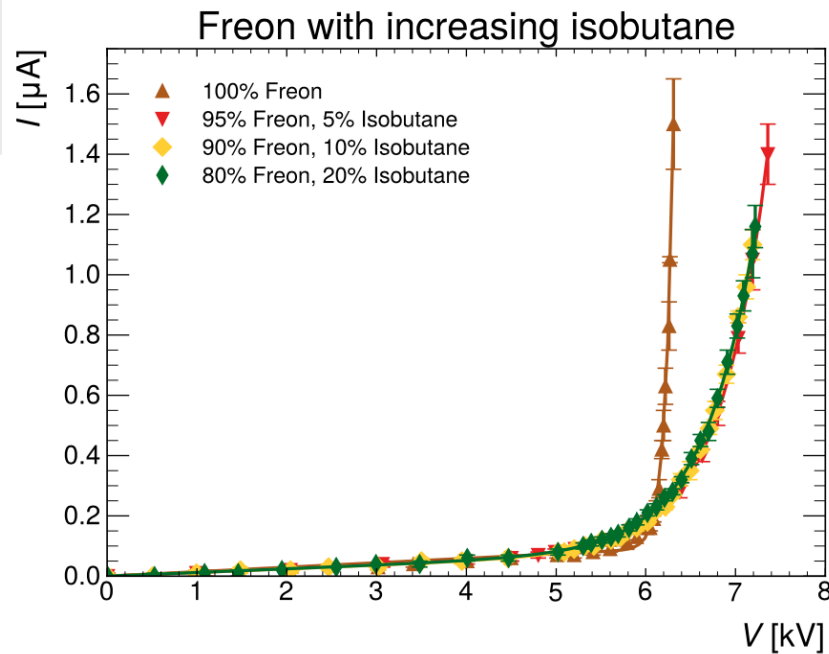 Freon with increasing isobutane
I [μA]
1.6
1.4
1.2
1.0
0.8
0.6
0.4
0.2
0.0
100% Freon
95% Freon, 5% Isobutane
90% Freon, 10% Isobutane
80% Freon, 20% Isobutane
0 1 2 3 4 5 6 7 8
V [kV]